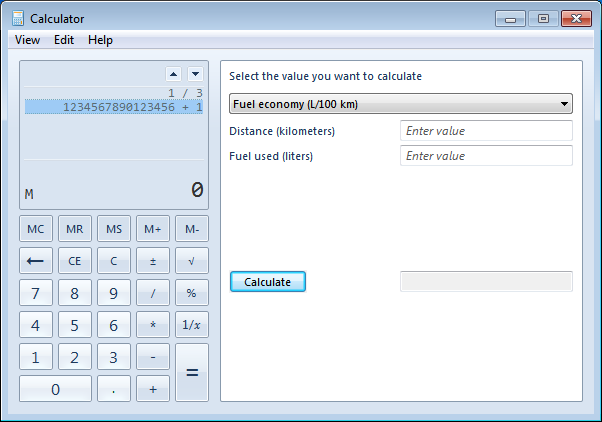 Calculator
View Edit Help
1 / 3
1234567890123456 + 1
M 0
MC MR MS M+ M-
← CE C ± √
7 8 9 / %
4 5 6 * 1/x
1 2 3 - =
0 . +
Select the value you want to calculate
Fuel economy (L/100 km)
Distance (kilometers) Enter value
Fuel used (liters) Enter value
Calculate